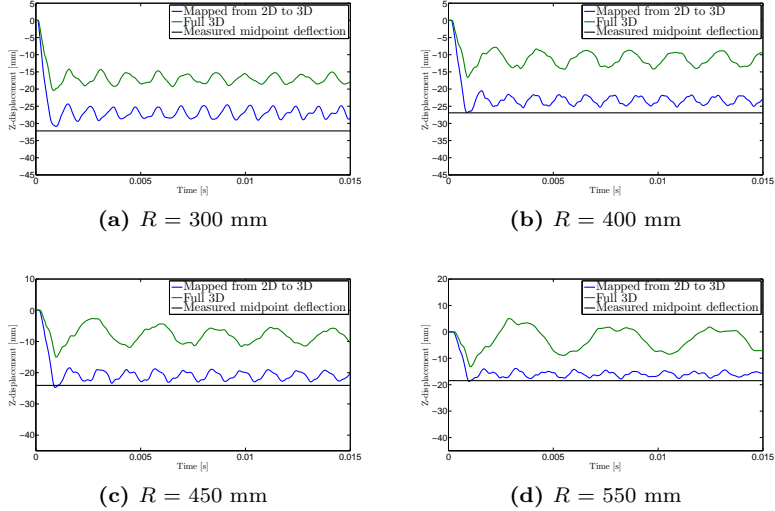 5
0
−5
−10
−15
−20
−25
−30
−35
−40
−45
Z-displacement [mm]
0
0.005
0.01
0.015
Time [s]
Mapped from 2D to 3D
Full 3D
Measured midpoint deflection
(a) R = 300 mm
5
0
−5
−10
−15
−20
−25
−30
−35
−40
−45
Z-displacement [mm]
0
0.005
0.01
0.015
Time [s]
Mapped from 2D to 3D
Full 3D
Measured midpoint deflection
(b) R = 400 mm
10
0
−10
−20
−30
−40
Z-displacement [mm]
0
0.005
0.01
0.015
Time [s]
Mapped from 2D to 3D
Full 3D
Measured midpoint deflection
(c) R = 450 mm
20
10
0
−10
−20
−30
−40
Z-displacement [mm]
0
0.005
0.01
0.015
Time [s]
Mapped from 2D to 3D
Full 3D
Measured midpoint deflection
(d) R = 550 mm